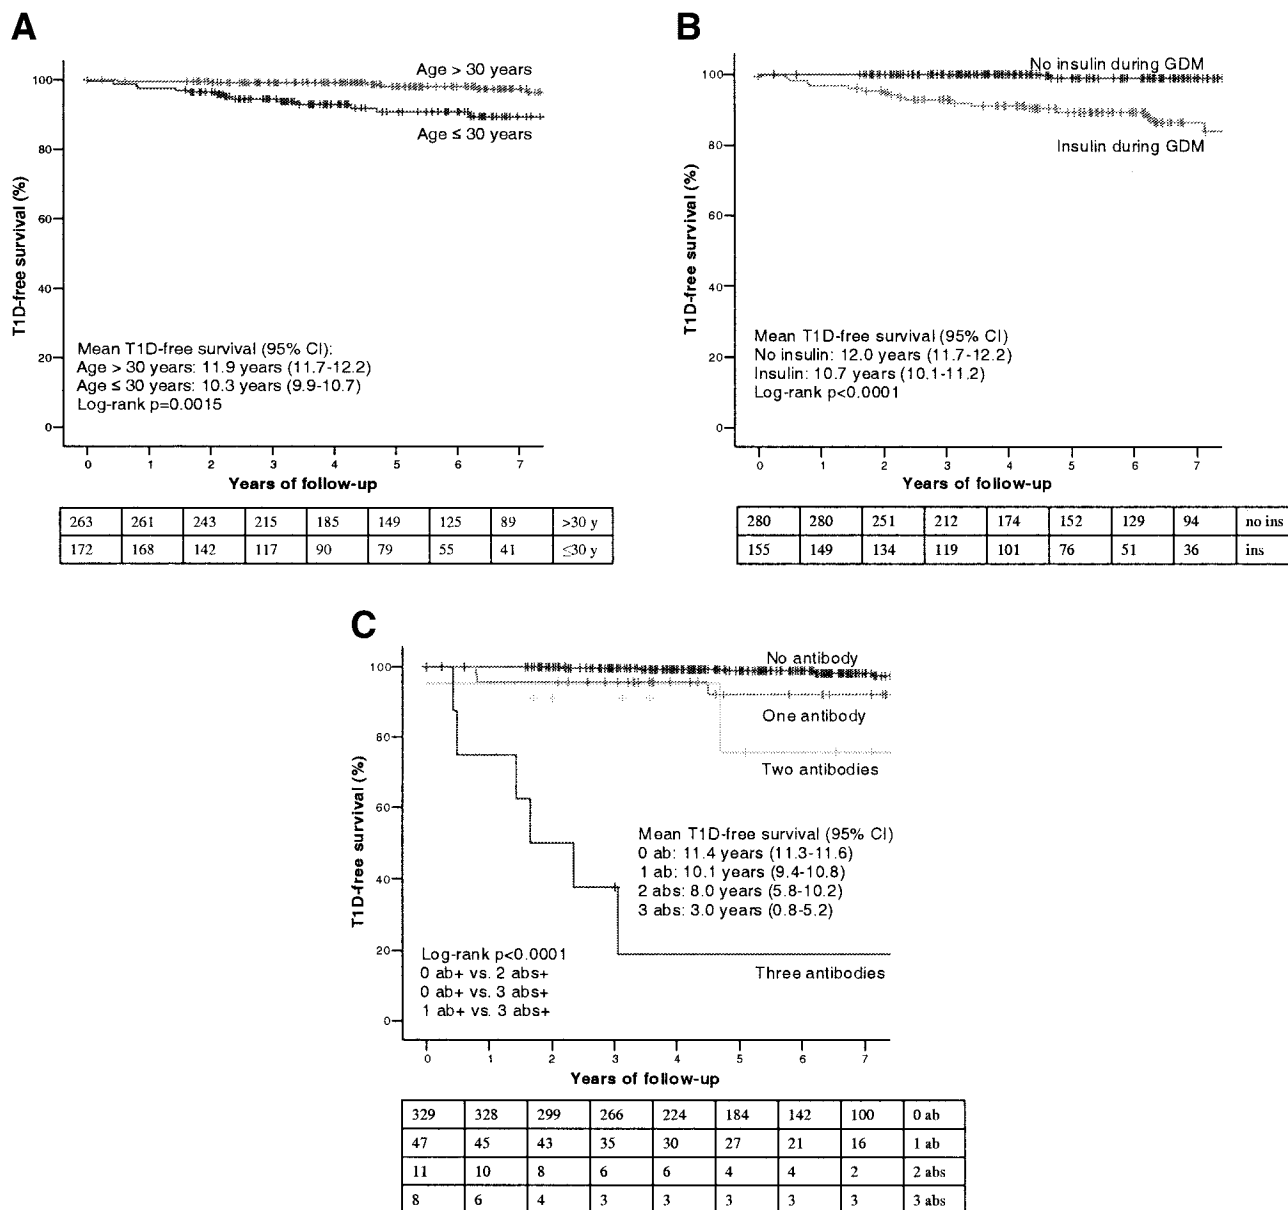 A
T1D-free survival (%)
100
80
60
40
20
0
Age > 30 years
Age ≤ 30 years
Mean T1D-free survival (95% CI):
Age > 30 years: 11.9 years (11.7-12.2)
Age ≤ 30 years: 10.3 years (9.9-10.7)
Log-rank p=0.0015
0 1 2 3 4 5 6 7
Years of follow-up
263 261 243 215 185 149 125 89 >30 y
172 168 142 117 90 79 55 41 ≤30 y
B
T1D-free survival (%)
100
80
60
40
20
0
No insulin during GDM
Insulin during GDM
Mean T1D-free survival (95% CI)
No insulin: 12.0 years (11.7-12.2)
Insulin: 10.7 years (10.1-11.2)
Log-rank p<0.0001
0 1 2 3 4 5 6 7
Years of follow-up
280 280 251 212 174 152 129 94 no ins
155 149 134 119 101 76 51 36 ins
C
T1D-free survival (%)
100
80
60
40
20
0
No antibody
One antibody
Two antibodies
Mean T1D-free survival (95% CI)
0 ab: 11.4 years (11.3-11.6)
1 ab: 10.1 years (9.4-10.8)
2 abs: 8.0 years (5.8-10.2)
3 abs: 3.0 years (0.8-5.2)
Log-rank p<0.0001
0 ab+ vs. 2 abs+
0 ab+ vs. 3 abs+
1 ab+ vs. 3 abs+
Three antibodies
0 1 2 3 4 5 6 7
Years of follow-up
329 328 299 266 224 184 142 100 0 ab
47 45 43 35 30 27 21 16 1 ab
11 10 8 6 6 4 4 2 2 abs
8 6 4 3 3 3 3 3 3 abs